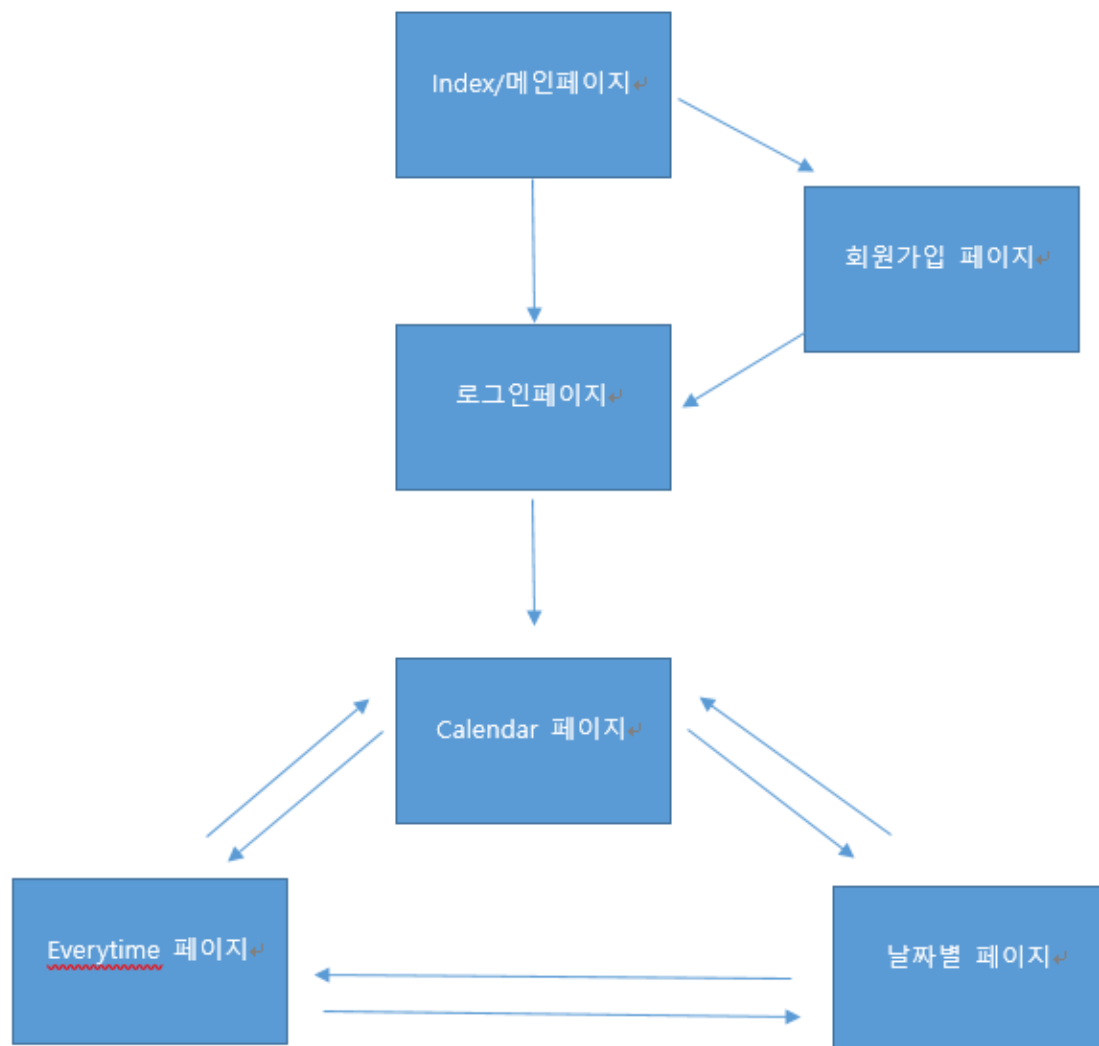 Index/메인페이지
회원가입 페이지
로그인페이지
Calendar 페이지
Everytime 페이지
날짜별 페이지